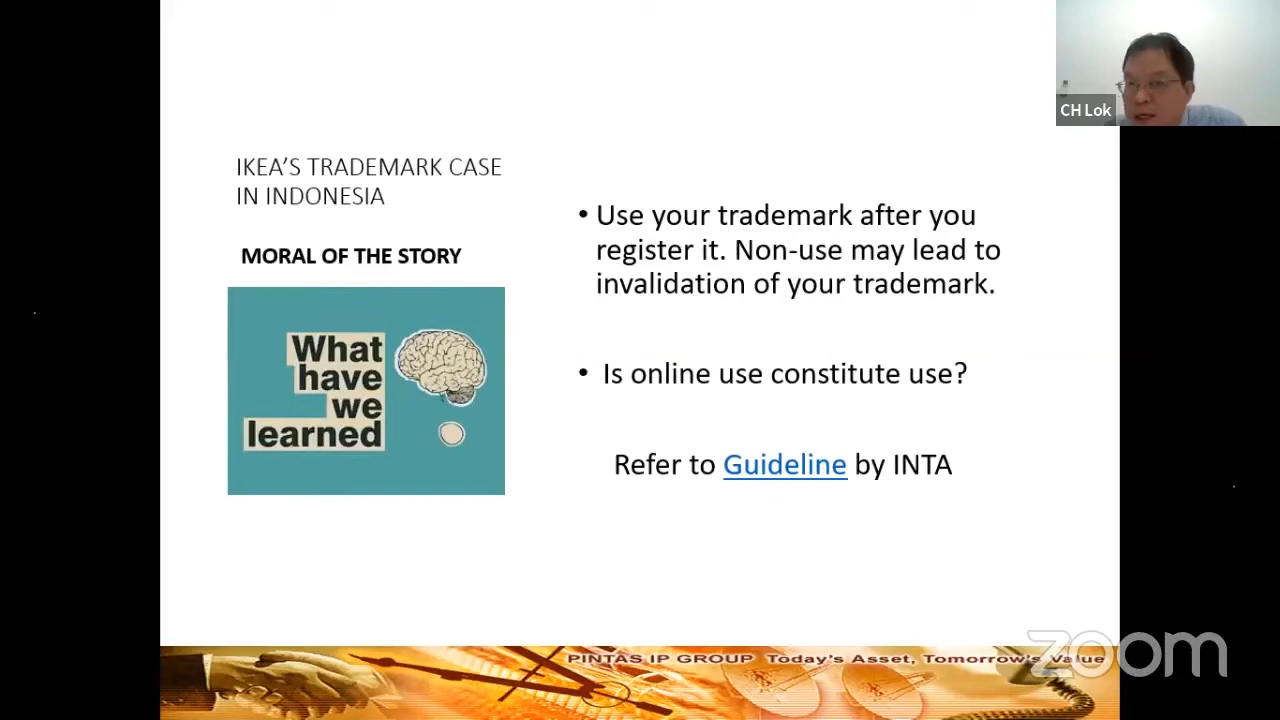 CH Lok
IKEA'S TRADEMARK CASE
IN INDONESIA
MORAL OF THE STORY
What
have
we
learned
• Use your trademark after you
register it. Non-use may lead to
invalidation of your trademark.
• Is online use constitute use?
Refer to Guideline by INTA
PINTAS IP GROUP Today's Asset, Tomorrow's Value
zoom